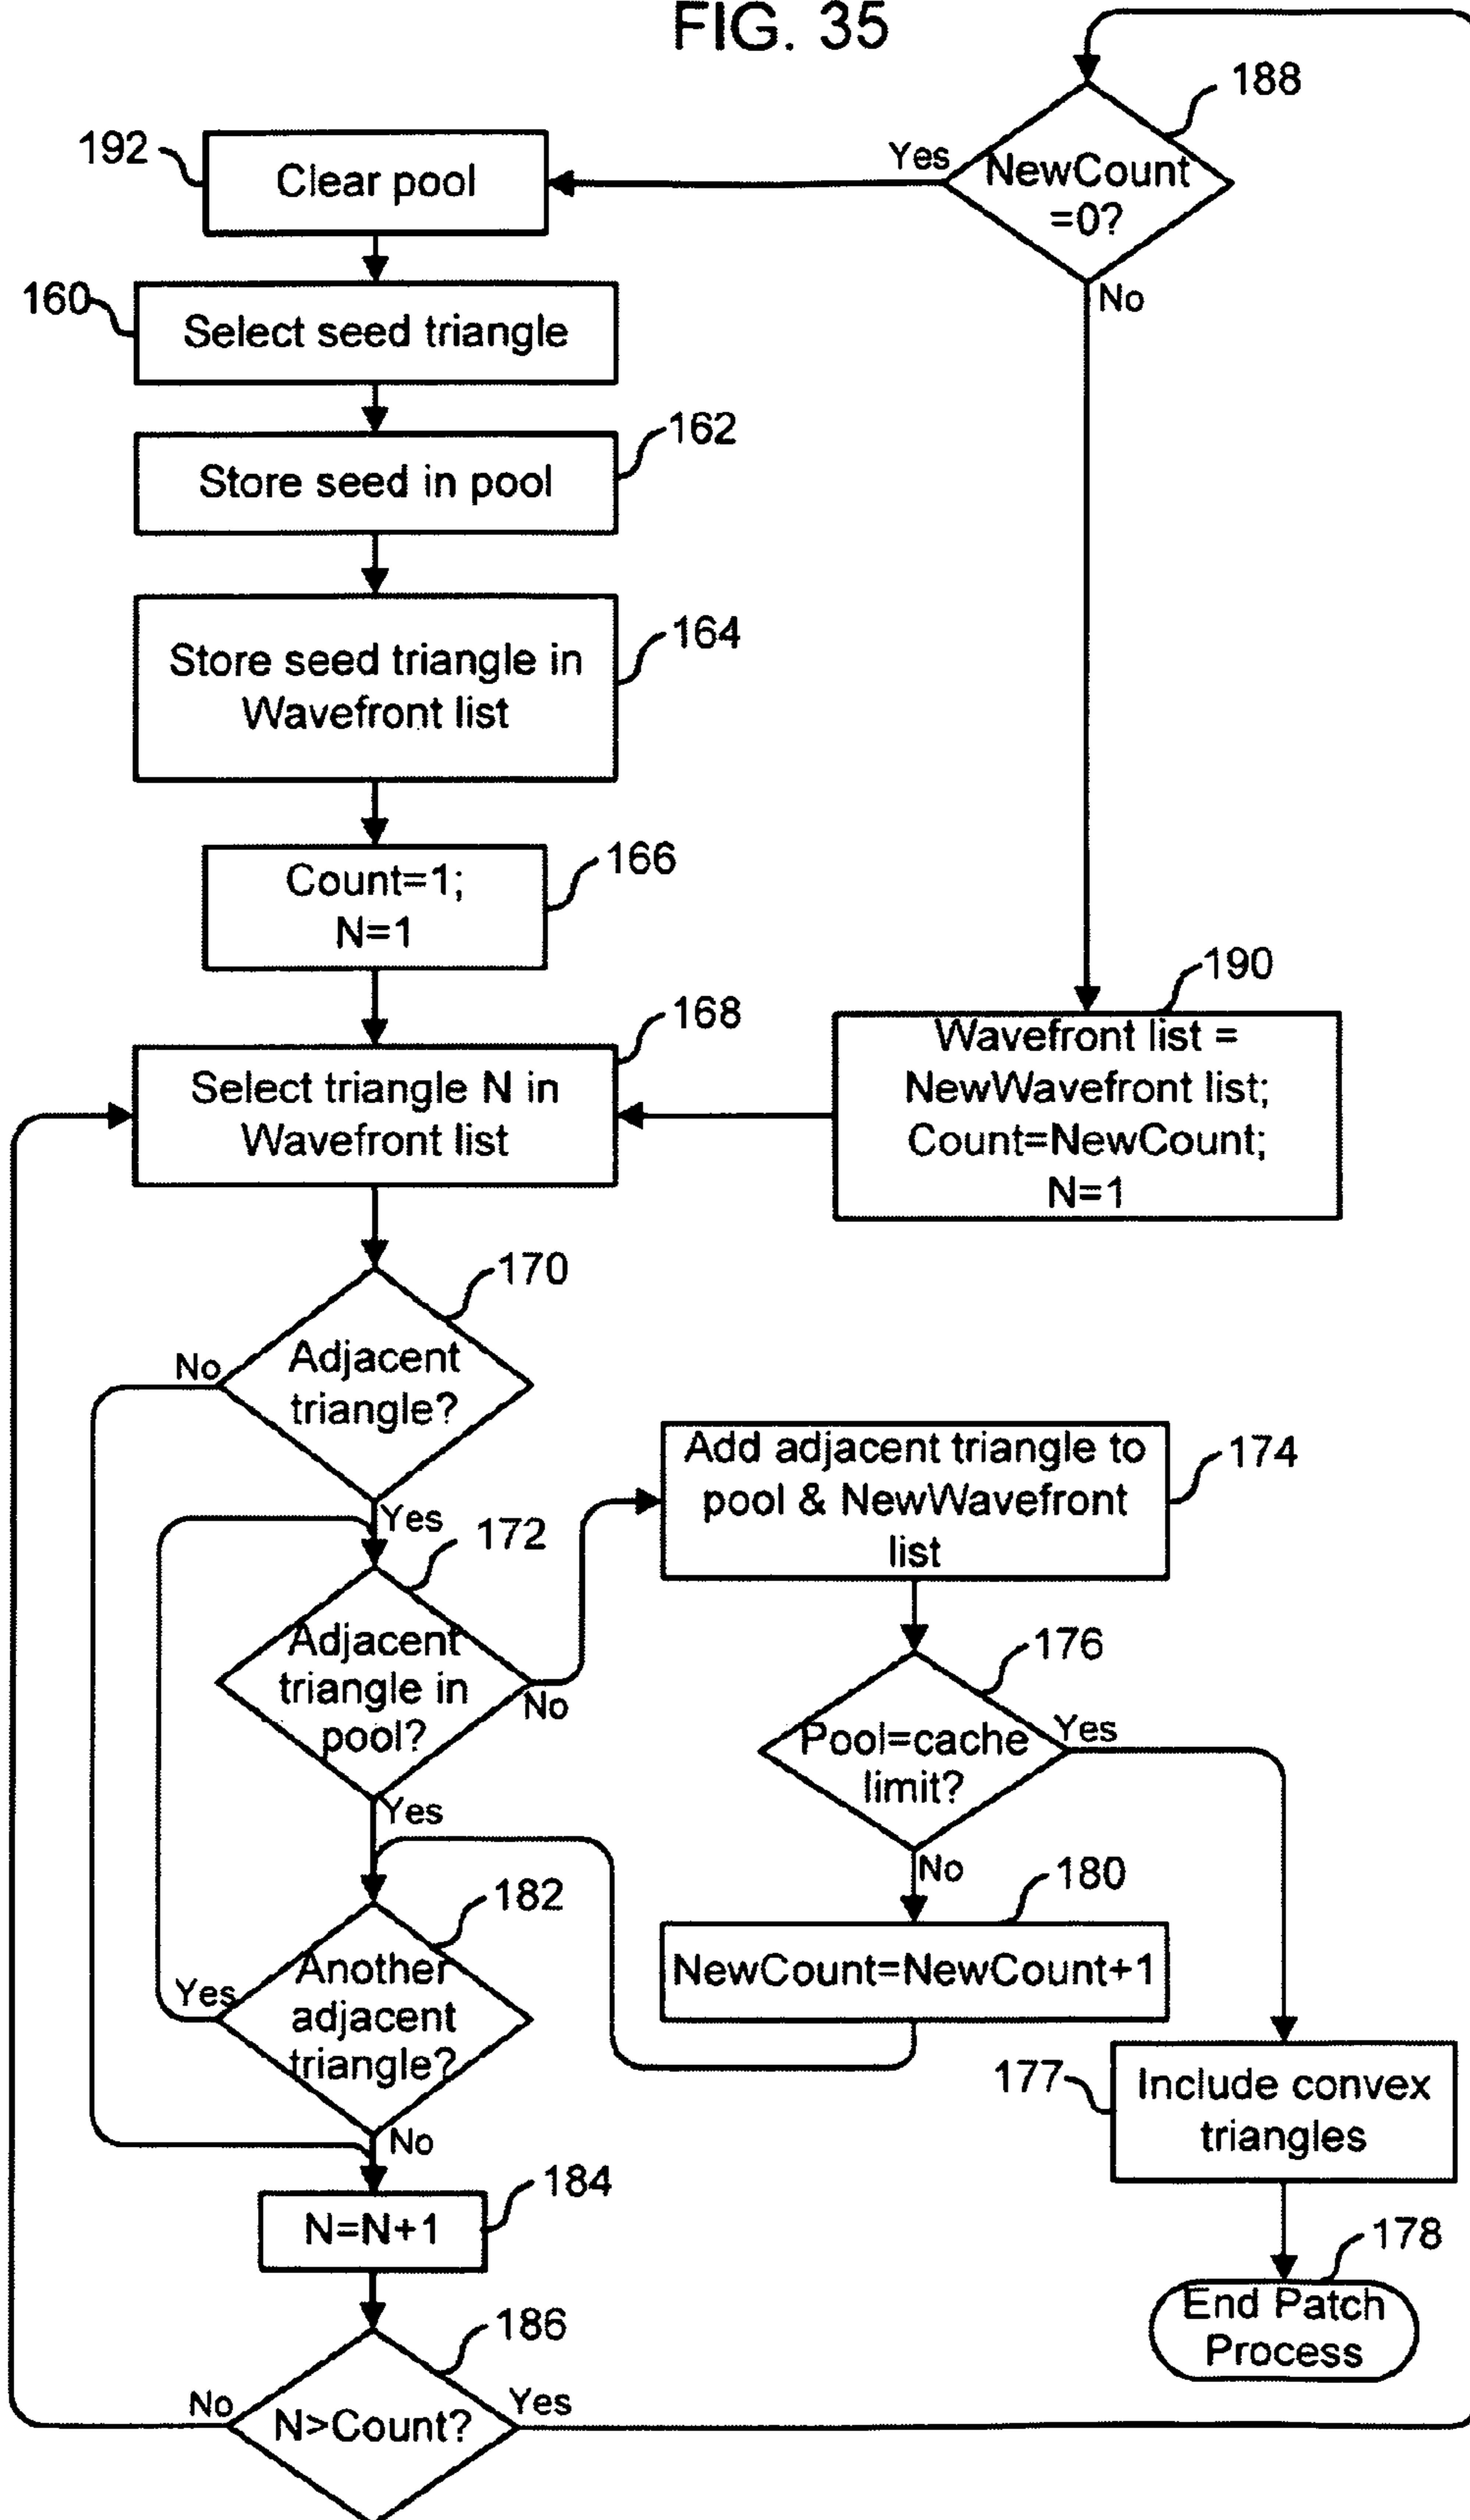 FIG. 35
188
192
Clear pool
Yes
NewCount
=0?
No
160
Select seed triangle
162
Store seed in pool
164
Store seed triangle in
Wavefront list
166
Count=1;
N=1
168
Select triangle N in
Wavefront list
190
Wavefront list =
NewWavefront list;
Count=NewCount;
N=1
170
Adjacent
triangle?
No
Yes
172
Adjacent
triangle in
pool?
No
Yes
174
Add adjacent triangle to
pool & NewWavefront
list
176
Pool=cache
limit?
Yes
No
180
NewCount=NewCount+1
182
Another
adjacent
triangle?
Yes
No
177
Include convex
triangles
184
N=N+1
178
End Patch
Process
186
N>Count?
No
Yes